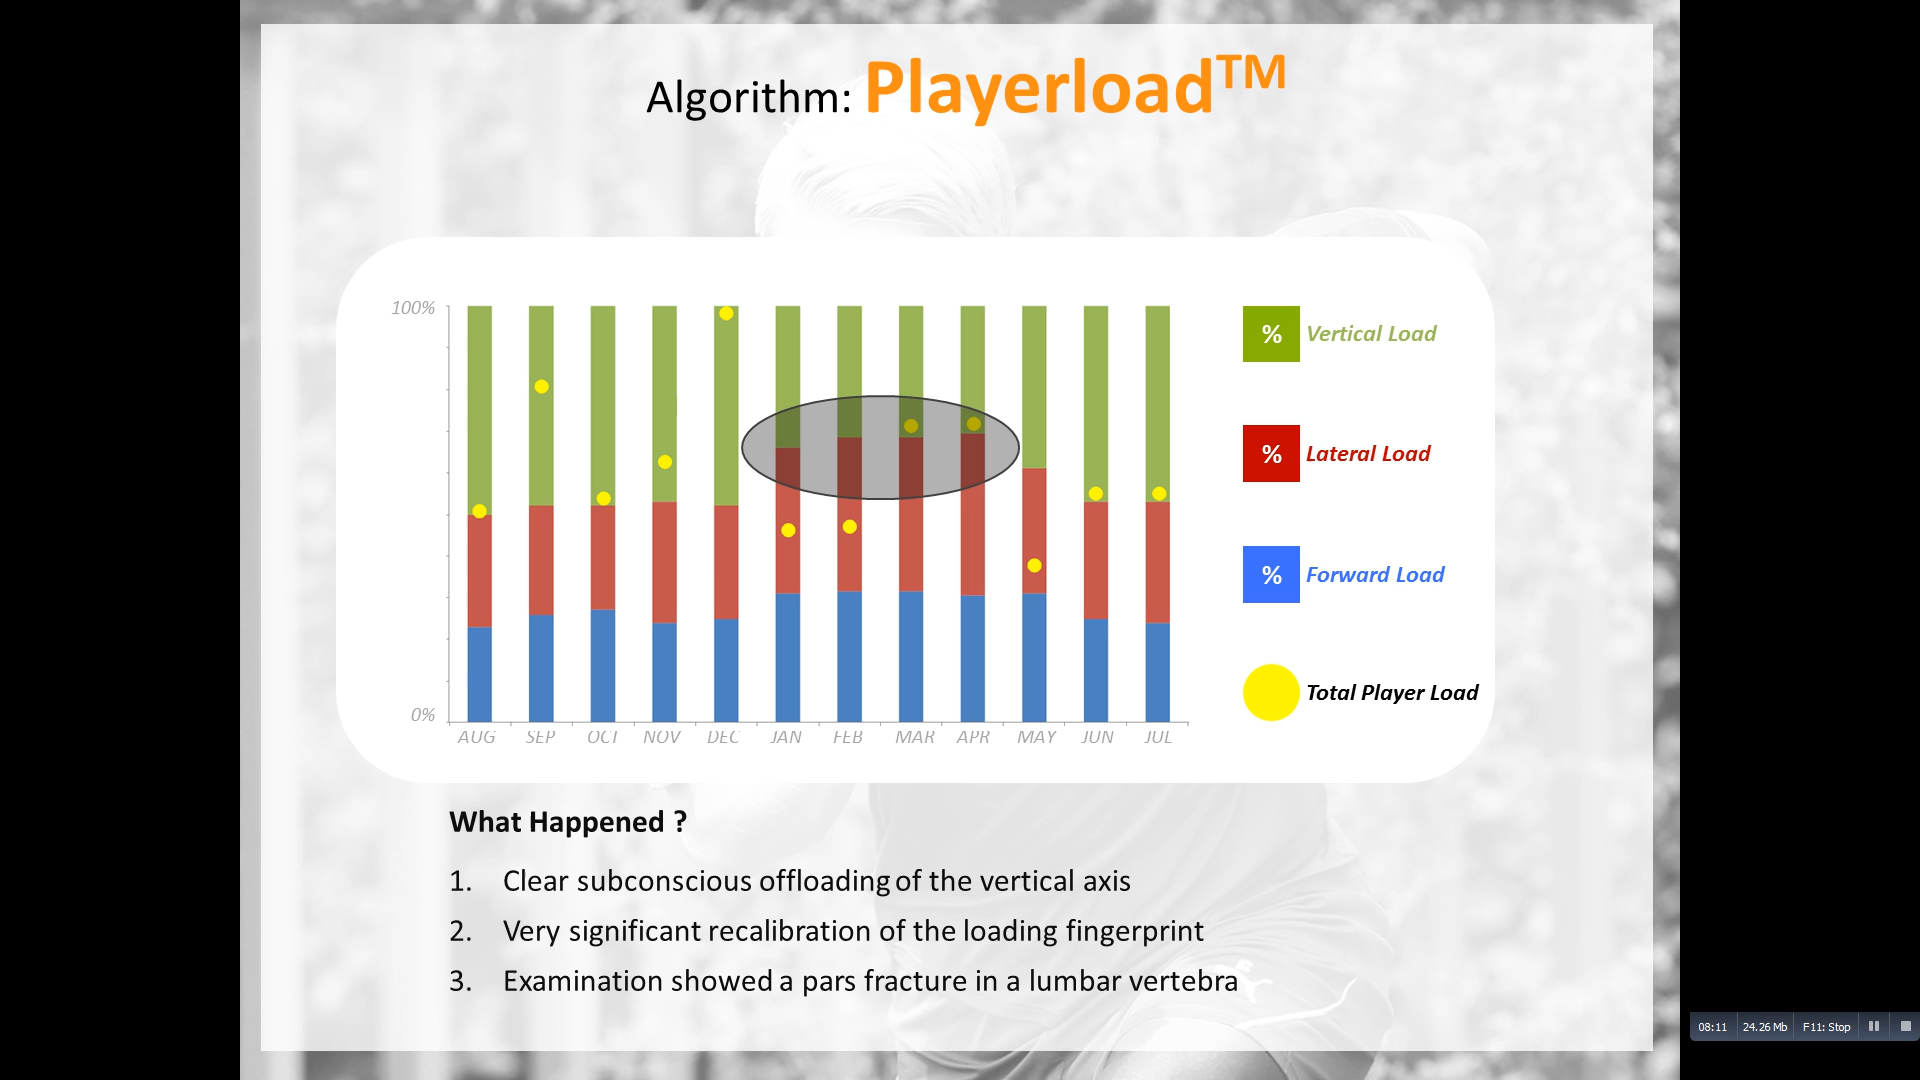 Algorithm: Playerload™
100%
% Vertical Load
% Lateral Load
% Forward Load
Total Player Load
0%
AUG SEP OCT NOV DEC JAN FEB MAR APR MAY JUN JUL
What Happened ?
1. Clear subconscious offloading of the vertical axis
2. Very significant recalibration of the loading fingerprint
3. Examination showed a pars fracture in a lumbar vertebra
08:11 24.26 Mb F11: Stop